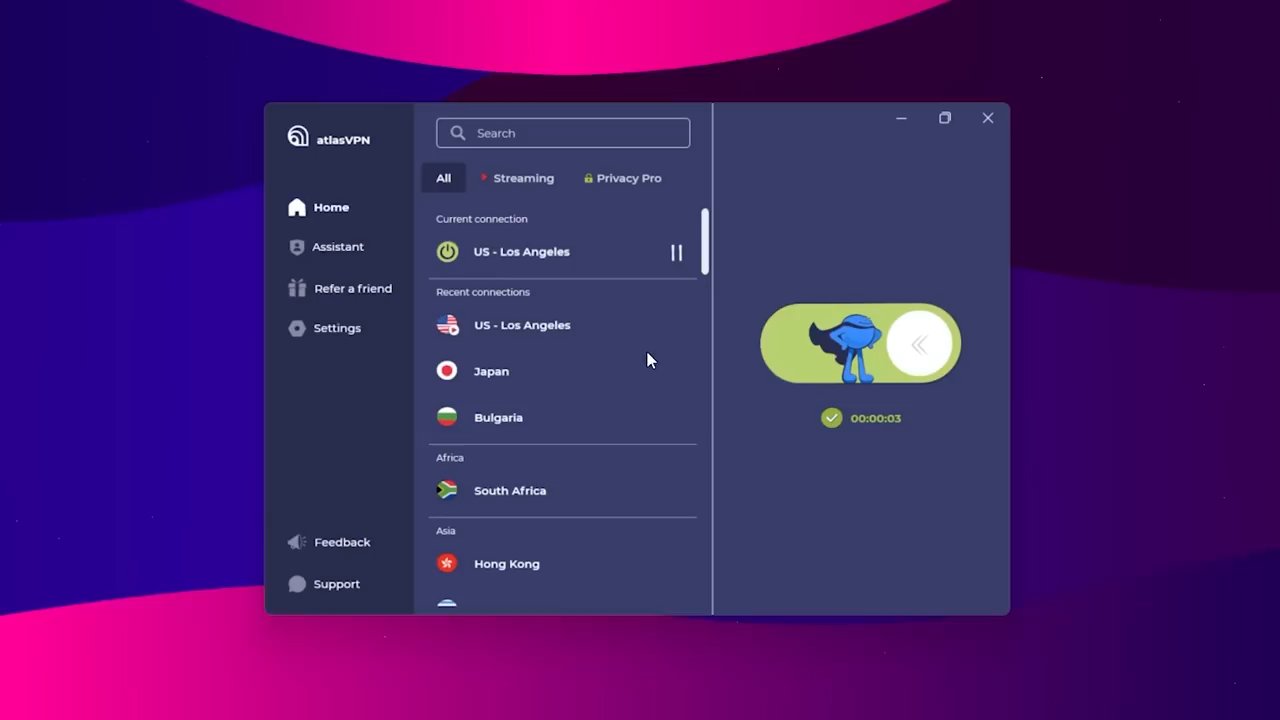 atlasVPN
Home
Assistant
Refer a friend
Settings
Feedback
Support
Search
All
Streaming
Privacy Pro
Current connection
US - Los Angeles
Recent connections
US - Los Angeles
Japan
Bulgaria
Africa
South Africa
Asia
Hong Kong
00:00:03